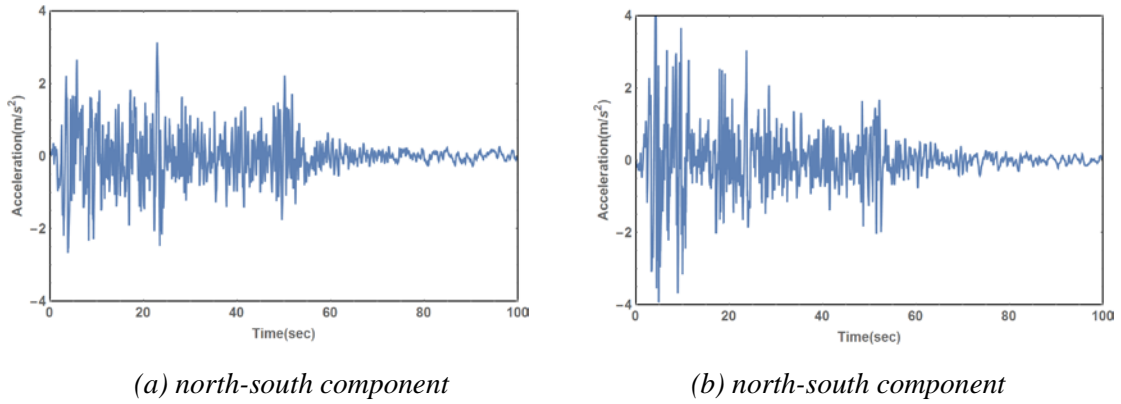 4
2
0
−2
−4
Acceleration(m/s²)
0 20 40 60 80 100
Time(sec)
(a) north-south component
4
2
0
−2
−4
Acceleration(m/s²)
0 20 40 60 80 100
Time(sec)
(b) north-south component